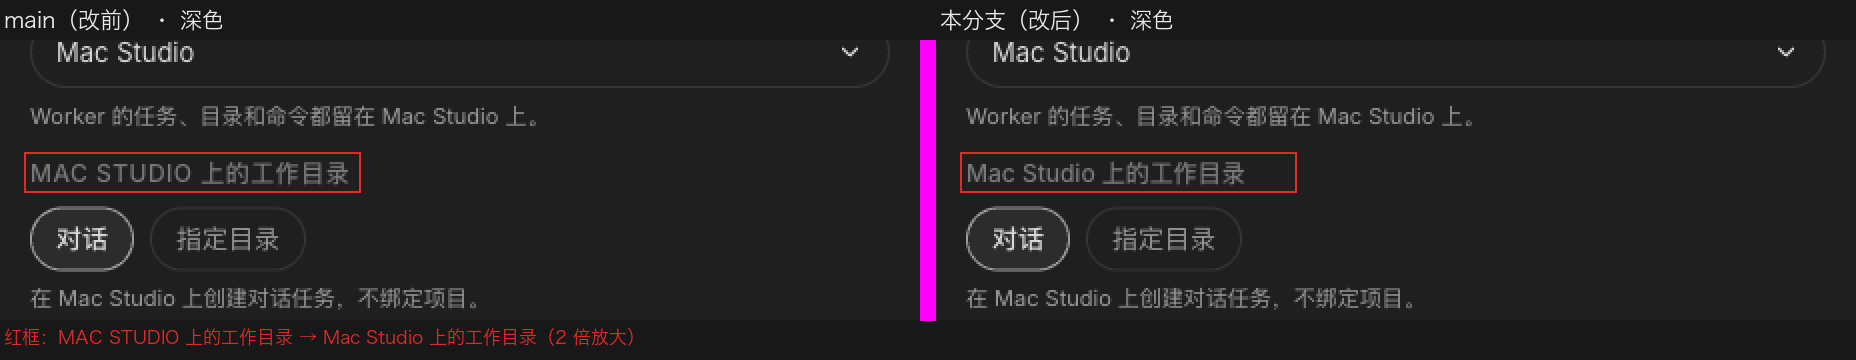 main（改前） · 深色
Mac Studio
Worker 的任务、目录和命令都留在 Mac Studio 上。
MAC STUDIO 上的工作目录
对话 指定目录
在 Mac Studio 上创建对话任务，不绑定项目。
本分支（改后） · 深色
Mac Studio
Worker 的任务、目录和命令都留在 Mac Studio 上。
Mac Studio 上的工作目录
对话 指定目录
在 Mac Studio 上创建对话任务，不绑定项目。
红框：MAC STUDIO 上的工作目录 → Mac Studio 上的工作目录（2 倍放大）